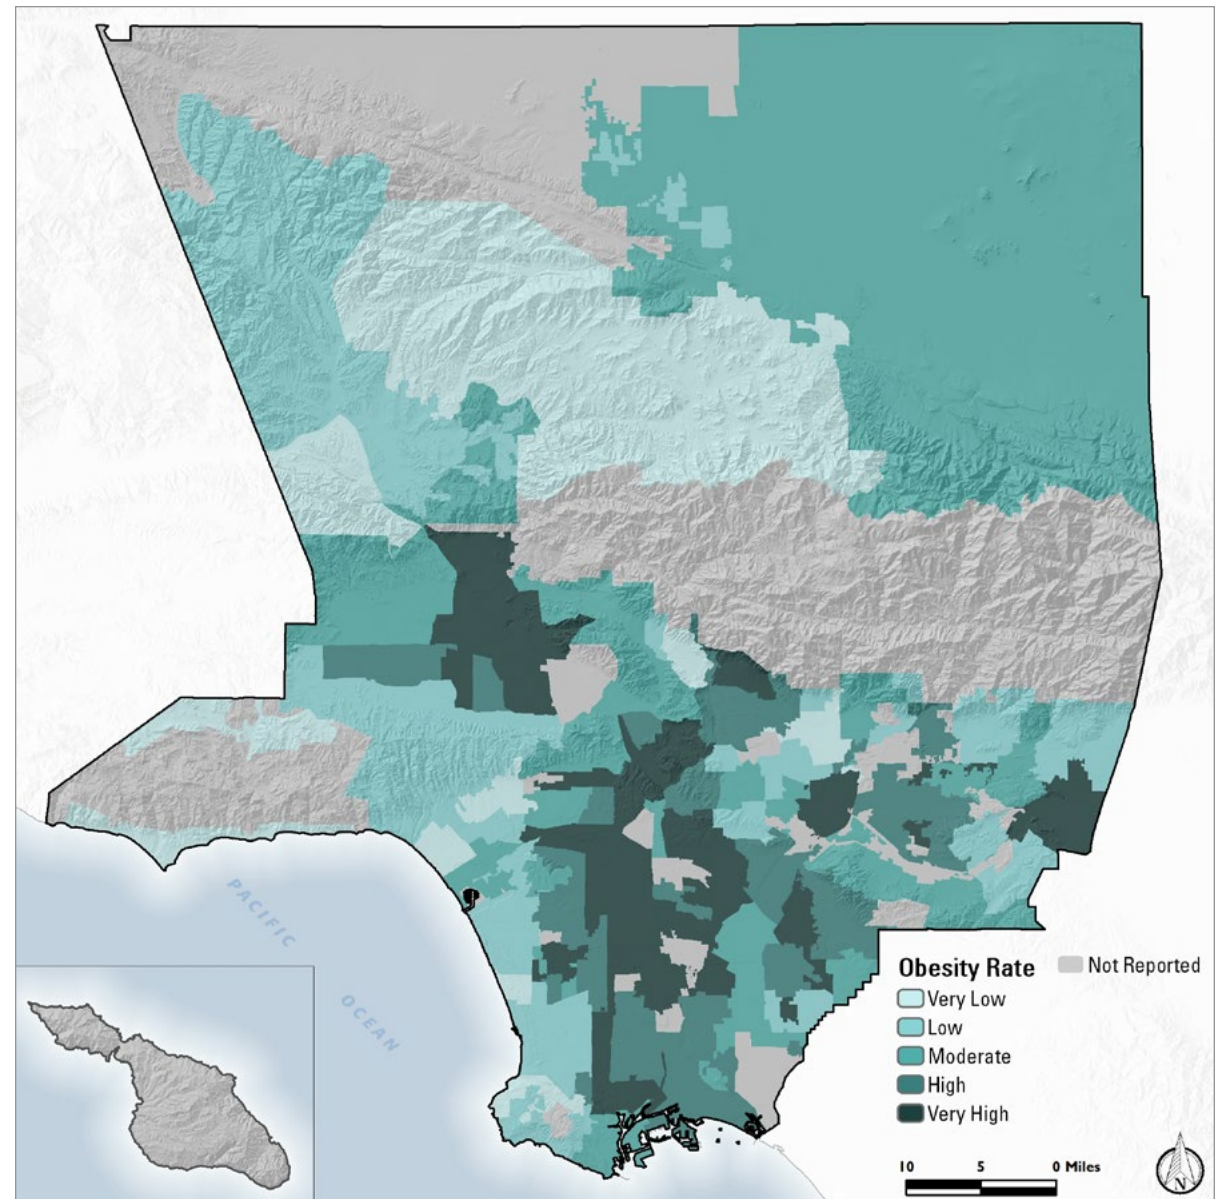 PACIFIC
OCEAN
Obesity Rate
Not Reported
Very Low
Low
Moderate
High
Very High
10 5 0 Miles
N